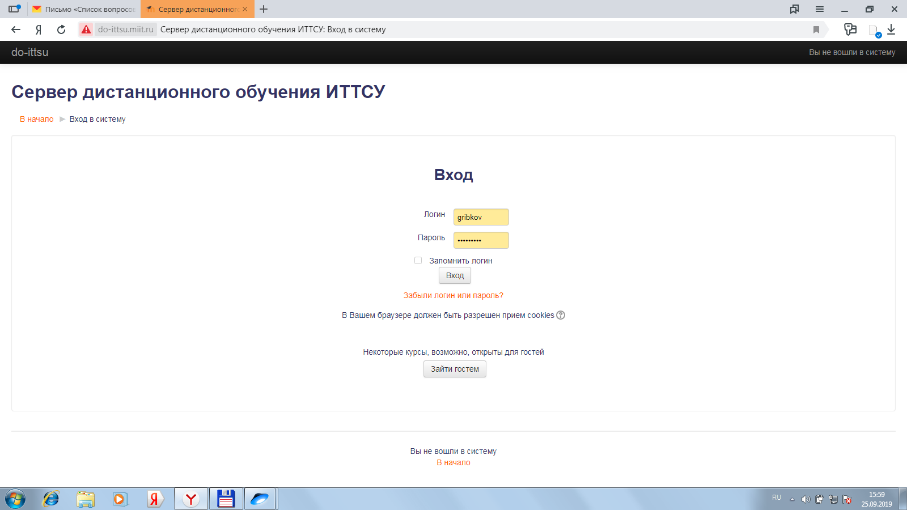 Письмо «Список вопросов
Сервер дистанционного
do-ittsu.miit.ru Сервер дистанционного обучения ИТТСУ: Вход в систему
do-ittsu
Вы не вошли в систему
Сервер дистанционного обучения ИТТСУ
В начало ► Вход в систему
Вход
Логин gribkov
Пароль •••••••••
Запомнить логин
Вход
Забыли логин или пароль?
В Вашем браузере должен быть разрешен прием cookies
Некоторые курсы, возможно, открыты для гостей
Зайти гостем
Вы не вошли в систему
В начало
RU
15:59
25.09.2019